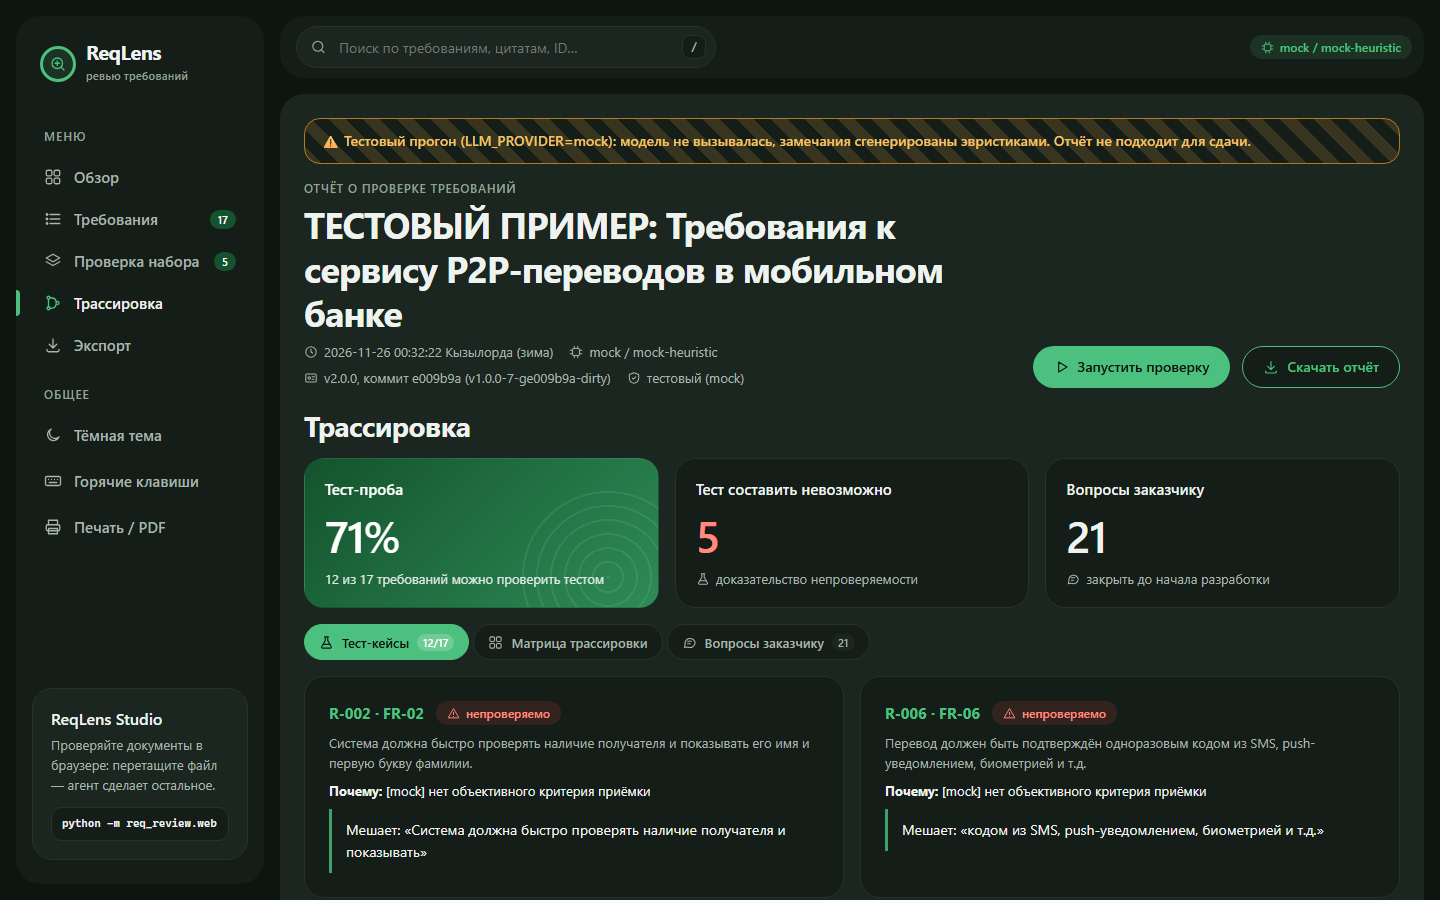 ReqLens
ревью требований
МЕНЮ
Обзор
Требования 17
Проверка набора 5
Трассировка
Экспорт
ОБЩЕЕ
Тёмная тема
Горячие клавиши
Печать / PDF
ReqLens Studio
Проверяйте документы в
браузере: перетащите файл
— агент сделает остальное.
python -m req_review.web
Поиск по требованиям, цитатам, ID... /
mock / mock-heuristic
Тестовый прогон (LLM_PROVIDER=mock): модель не вызывалась, замечания сгенерированы эвристиками. Отчёт не подходит для сдачи.
ОТЧЁТ О ПРОВЕРКЕ ТРЕБОВАНИЙ
ТЕСТОВЫЙ ПРИМЕР: Требования к
сервису P2P-переводов в мобильном
банке
2026-11-26 00:32:22 Кызылорда (зима) mock / mock-heuristic
v2.0.0, коммит e009b9a (v1.0.0-7-ge009b9a-dirty) тестовый (mock)
Запустить проверку
Скачать отчёт
Трассировка
Тест-проба
71%
12 из 17 требований можно проверить тестом
Тест составить невозможно
5
доказательство непроверяемости
Вопросы заказчику
21
закрыть до начала разработки
Тест-кейсы 12/17
Матрица трассировки
Вопросы заказчику 21
R-002 · FR-02 непроверяемо
Система должна быстро проверять наличие получателя и показывать его имя и
первую букву фамилии.
Почему: [mock] нет объективного критерия приёмки
Мешает: «Система должна быстро проверять наличие получателя и
показывать»
R-006 · FR-06 непроверяемо
Перевод должен быть подтверждён одноразовым кодом из SMS, push-
уведомлением, биометрией и т.д.
Почему: [mock] нет объективного критерия приёмки
Мешает: «кодом из SMS, push-уведомлением, биометрией и т.д.»